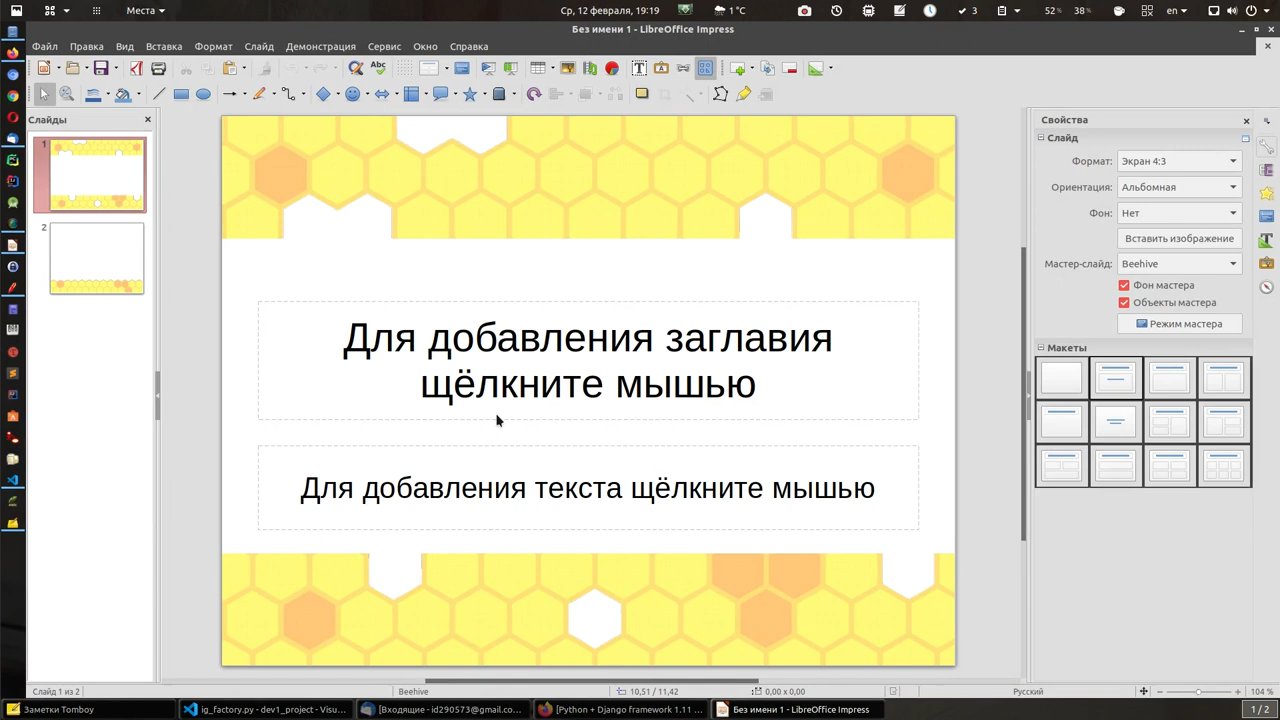 Места
Ср, 12 февраля, 19:19
1 °C
3
52 %
38 %
en
Без имени 1 - LibreOffice Impress
Файл Правка Вид Вставка Формат Слайд Демонстрация Сервис Окно Справка
Слайды
1
2
Для добавления заглавия
щёлкните мышью
Для добавления текста щёлкните мышью
Свойства
Слайд
Формат: Экран 4:3
Ориентация: Альбомная
Фон: Нет
Вставить изображение
Мастер-слайд: Beehive
Фон мастера
Объекты мастера
Режим мастера
Макеты
Слайд 1 из 2
Beehive
10,51 / 11,42
0,00 x 0,00
Русский
104 %
Заметки Tomboy
ig_factory.py - dev1_project - Visu...
[Входящие - id290573@gmail.co...
[Python + Django framework 1.11 ...
Без имени 1 - LibreOffice Impress
1 / 2